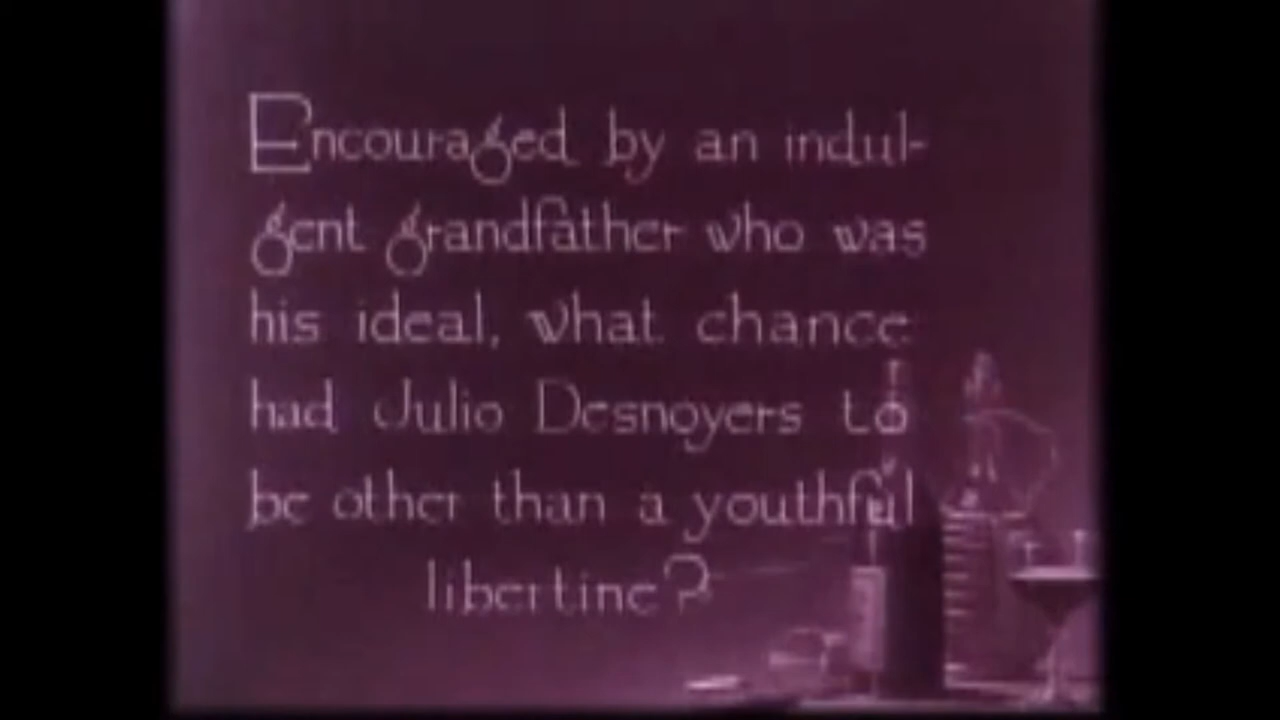 Encouraged by an indul-
gent grandfather who was
his ideal, what chance
had Julio Desnoyers to
be other than a youthful
libertine?